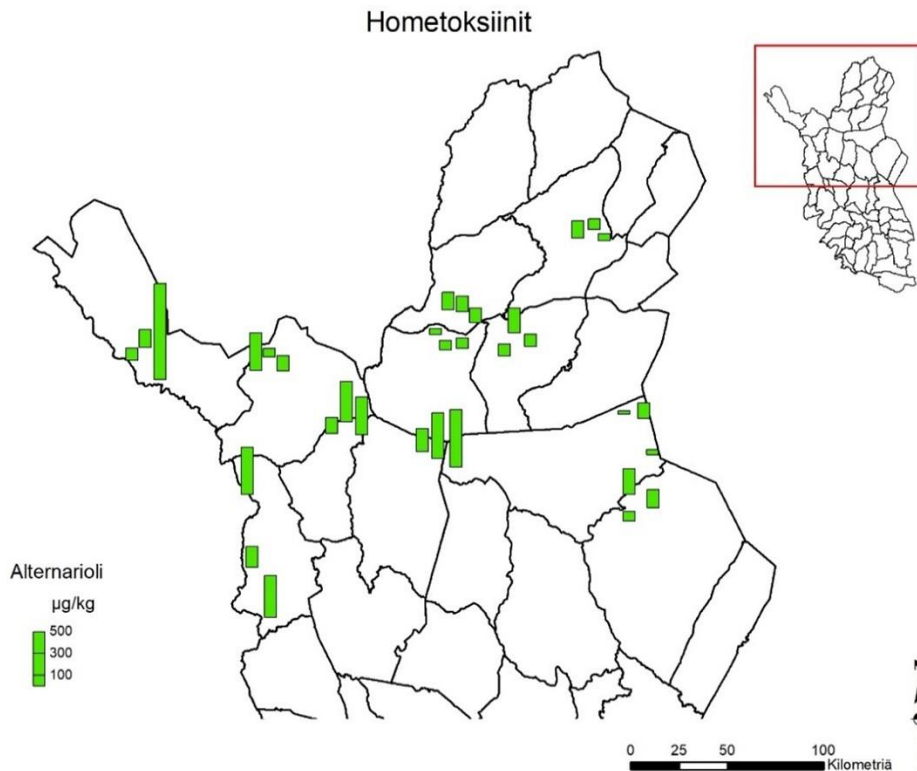 Hometoksiinit
Alternarioli
µg/kg
500
300
100
0 25 50 100
Kilometriä